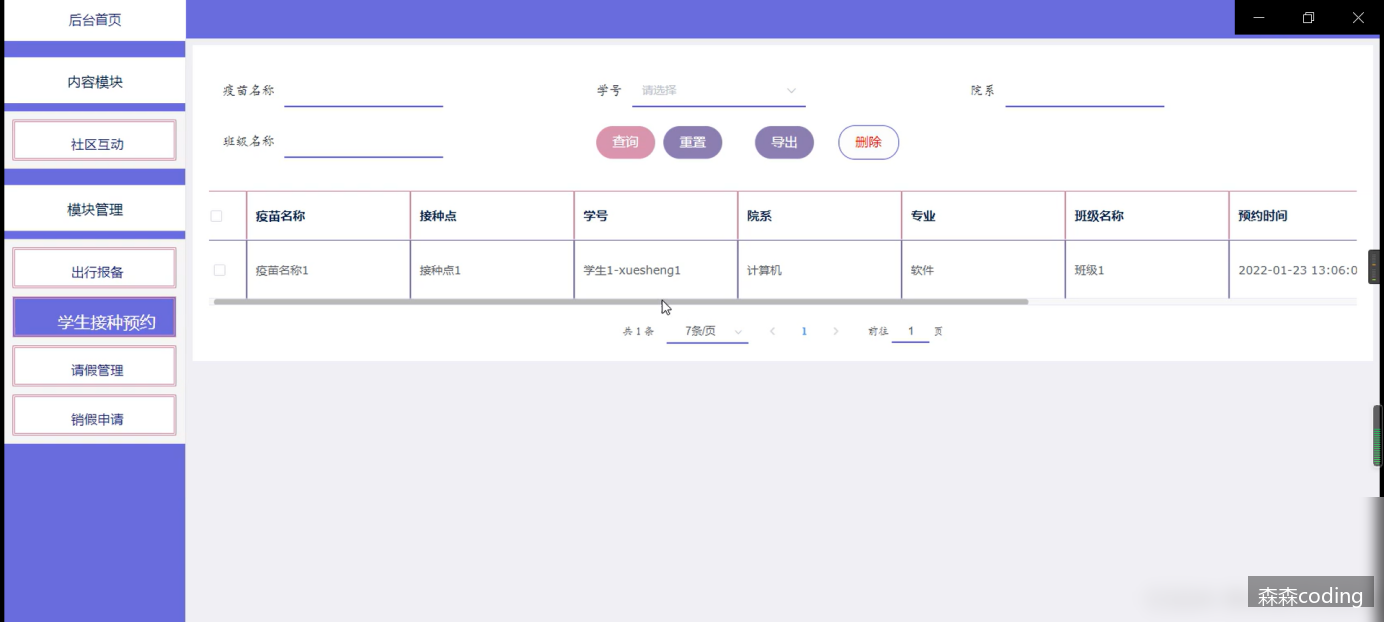 后台首页
内容模块
社区互动
模块管理
出行报备
学生接种预约
请假管理
销假申请
疫苗名称
学号 请选择
院系
班级名称
查询 重置 导出 删除
疫苗名称 接种点 学号 院系 专业 班级名称 预约时间
疫苗名称1 接种点1 学生1-xuesheng1 计算机 软件 班级1 2022-01-23 13:06:0
共 1 条 7条/页 1 前往 1 页
森森coding